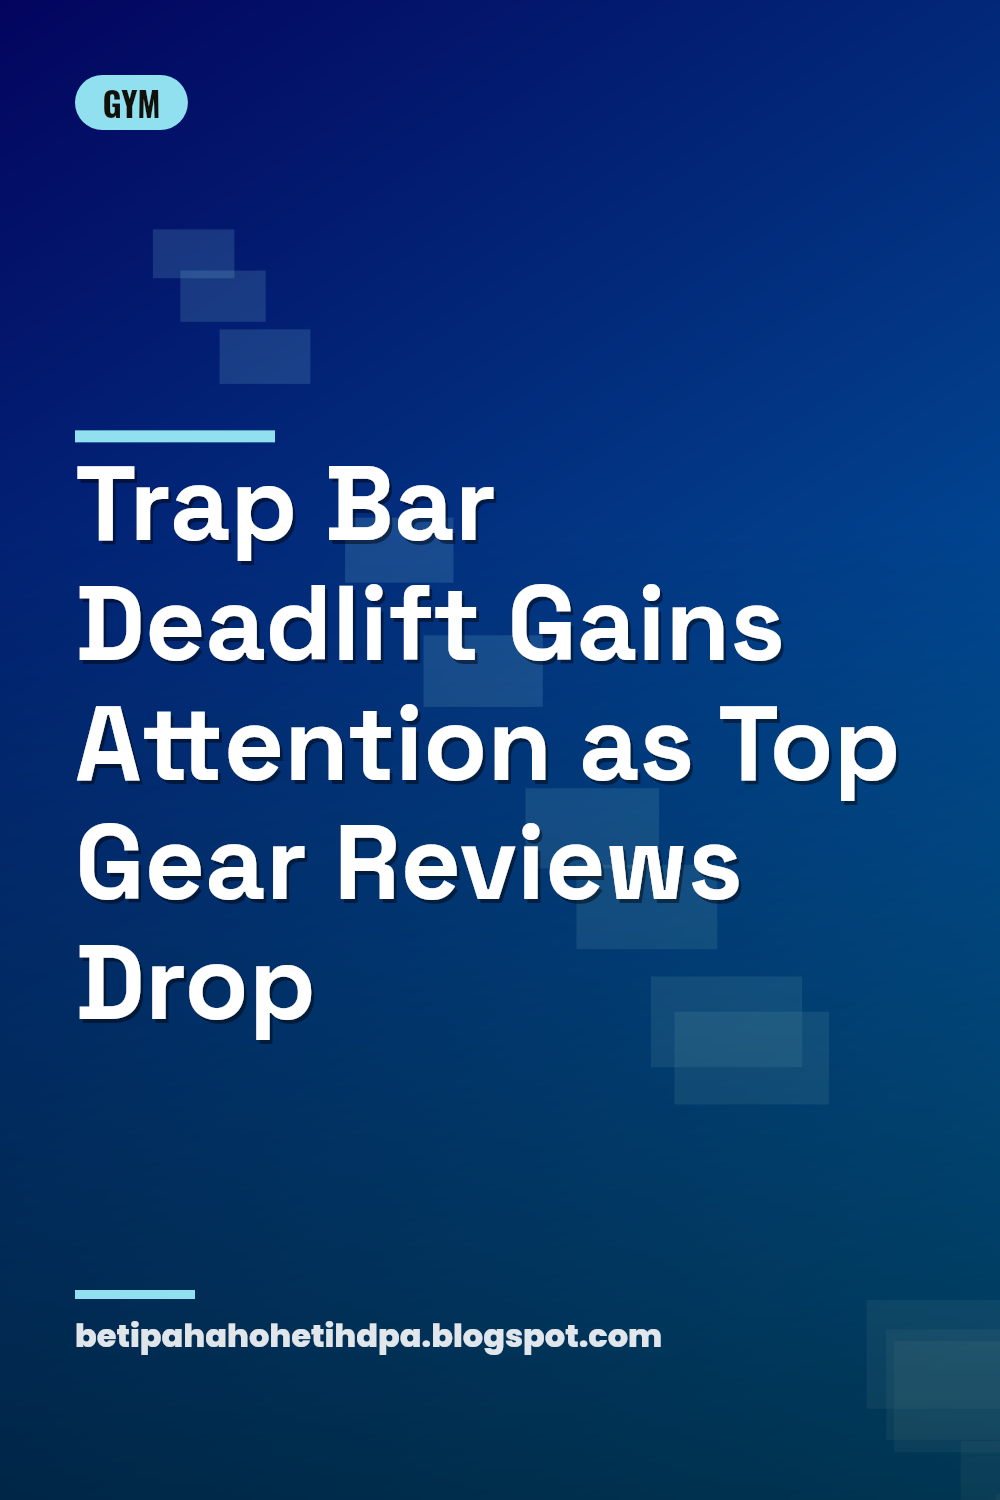 GYM
Trap Bar
Deadlift Gains
Attention as Top
Gear Reviews
Drop
betipahahohetihdpa.blogspot.com